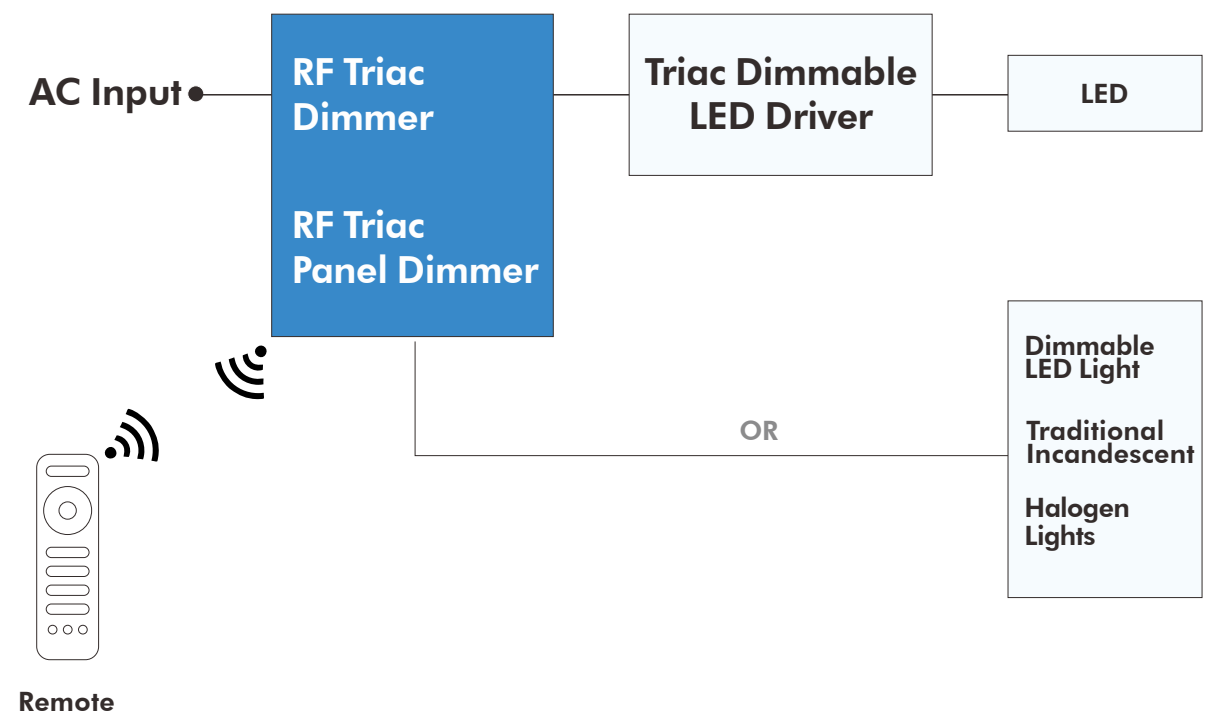 AC Input
RF Triac
Dimmer
RF Triac
Panel Dimmer
Triac Dimmable
LED Driver
LED
OR
Dimmable
LED Light
Traditional
Incandescent
Halogen
Lights
Remote